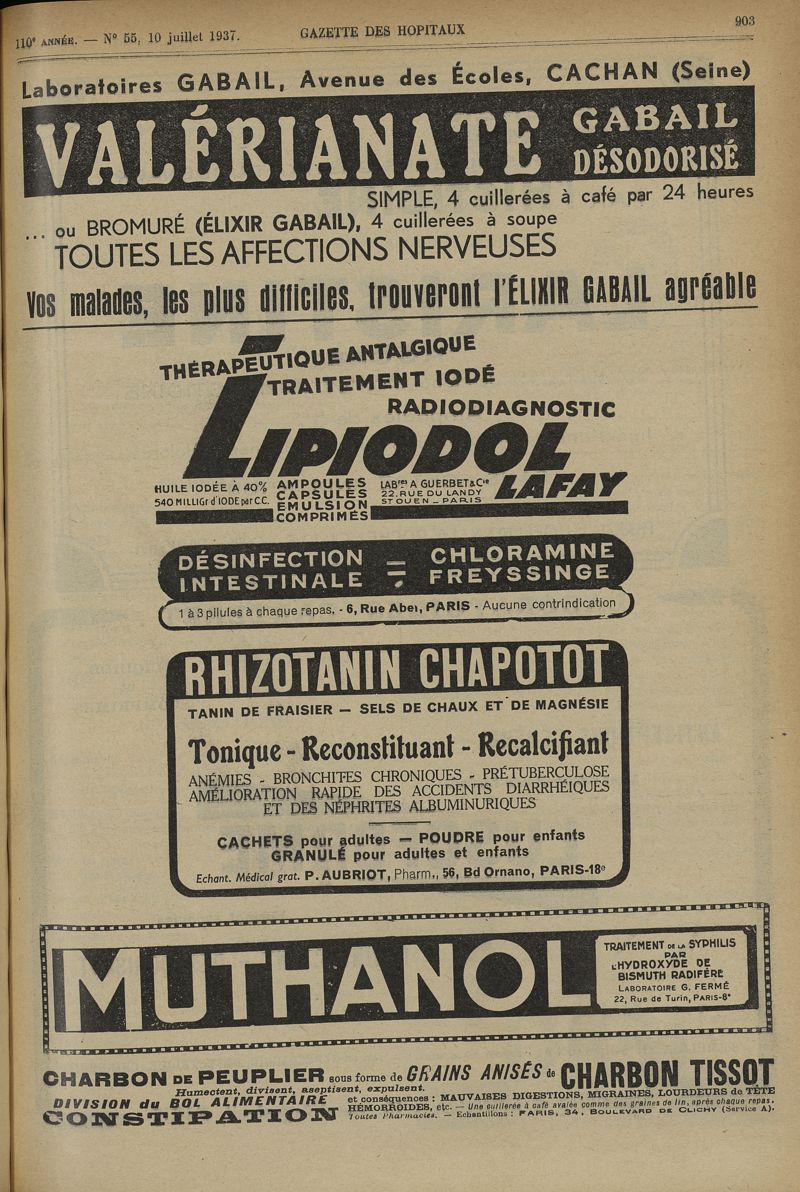 110e ANNÉE. — No 55, 10 juillet 1937. GAZETTE DES HOPITAUX 903
Laboratoires GABAIL, Avenue des Écoles, CACHAN (Seine)
VALÉRIANATE GABAIL DÉSODORISÉ
SIMPLE, 4 cuillerées à café par 24 heures
... ou BROMURÉ (ÉLIXIR GABAIL), 4 cuillerées à soupe
TOUTES LES AFFECTIONS NERVEUSES
Vos malades, les plus difficiles, trouveront l'ÉLIXIR GABAIL agréable
THÉRAPEUTIQUE ANTALGIQUE
TRAITEMENT IODÉ
RADIODIAGNOSTIC
LIPIODOL
LAFAY
HUILE IODÉE À 40%
540 MILLIGr d'IODE par C.C.
AMPOULES
CAPSULES
EMULSION
COMPRIMÉS
LABres A GUERBET & Cie
22, RUE DU LANDY
ST OUEN - PARIS
DÉSINFECTION INTESTINALE = CHLORAMINE FREYSSINGE
1 à 3 pilules à chaque repas. - 6, Rue Abel, PARIS - Aucune contrindication
RHIZOTANIN CHAPOTOT
TANIN DE FRAISIER — SELS DE CHAUX ET DE MAGNÉSIE
Tonique - Reconstituant - Recalcifiant
ANÉMIES - BRONCHITES CHRONIQUES - PRÉTUBERCULOSE
AMÉLIORATION RAPIDE DES ACCIDENTS DIARRHÉIQUES
ET DES NÉPHRITES ALBUMINURIQUES
CACHETS pour adultes — POUDRE pour enfants
GRANULÉ pour adultes et enfants
Echant. Médical grat. P. AUBRIOT, Pharm., 56, Bd Ornano, PARIS-18e
MUTHANOL
TRAITEMENT DE LA SYPHILIS
PAR
L'HYDROXYDE DE
BISMUTH RADIFÈRE
LABORATOIRE G. FERMÉ
22, Rue de Turin, PARIS-8e
CHARBON DE PEUPLIER sous forme de GRAINS ANISÉS de CHARBON TISSOT
Humectent, divisent, aseptisent, expulsent.
DIVISION du BOL ALIMENTAIRE
CONSTIPATION
et conséquences : MAUVAISES DIGESTIONS, MIGRAINES, LOURDEURS de TÊTE
HÉMORROÏDES, etc. — Une cuillerée à café avalée comme des graines de lin, après chaque repas.
Toutes Pharmacies. — Echantillons : PARIS, 34, BOULEVARD DE CLICHY (Service A).